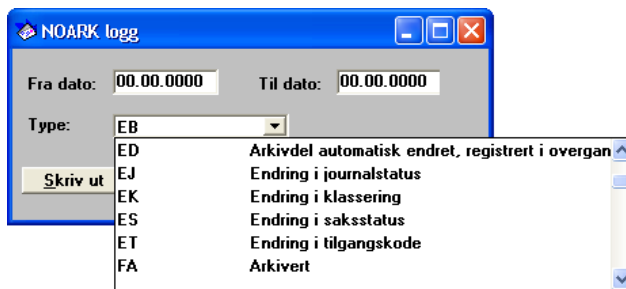 NOARK logg
Fra dato: 00.00.0000 Til dato: 00.00.0000
Type: EB
ED Arkivdel automatisk endret, registrert i overgan
EJ Endring i journalstatus
Skriv ut
EK Endring i klassering
ES Endring i saksstatus
ET Endring i tilgangskode
FA Arkivert